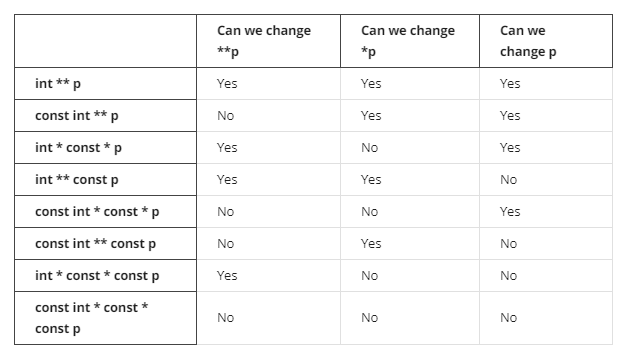 Can we change **p Can we change *p Can we change p
int ** p Yes Yes Yes
const int ** p No Yes Yes
int * const * p Yes No Yes
int ** const p Yes Yes No
const int * const * p No No Yes
const int ** const p No Yes No
int * const * const p Yes No No
const int * const * const p No No No